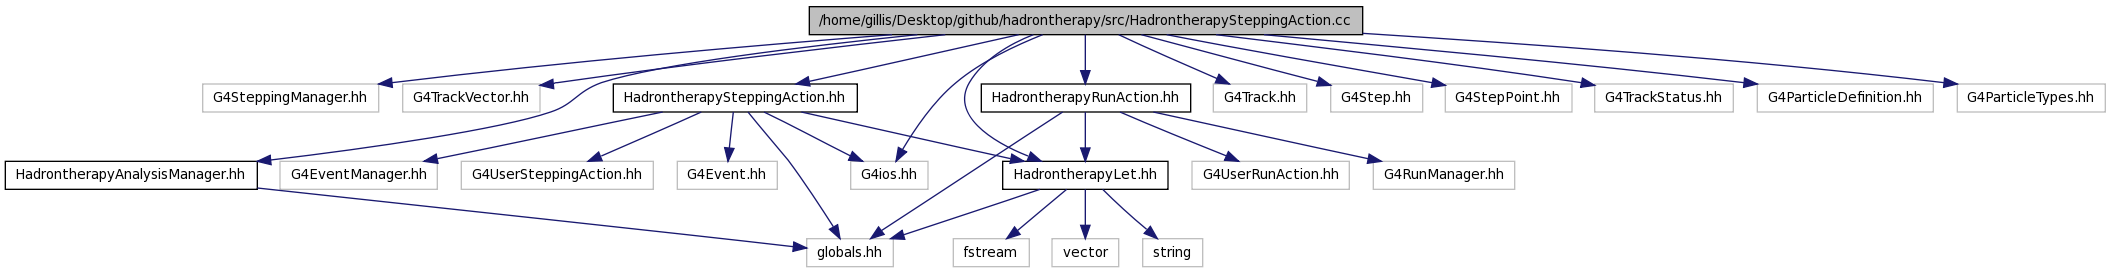 /home/gillis/Desktop/github/hadrontherapy/src/HadrontherapySteppingAction.cc
G4SteppingManager.hh
G4TrackVector.hh
HadrontherapySteppingAction.hh
HadrontherapyRunAction.hh
G4Track.hh
G4Step.hh
G4StepPoint.hh
G4TrackStatus.hh
G4ParticleDefinition.hh
G4ParticleTypes.hh
HadrontherapyAnalysisManager.hh
G4EventManager.hh
G4UserSteppingAction.hh
G4Event.hh
G4ios.hh
HadrontherapyLet.hh
G4UserRunAction.hh
G4RunManager.hh
globals.hh
fstream
vector
string